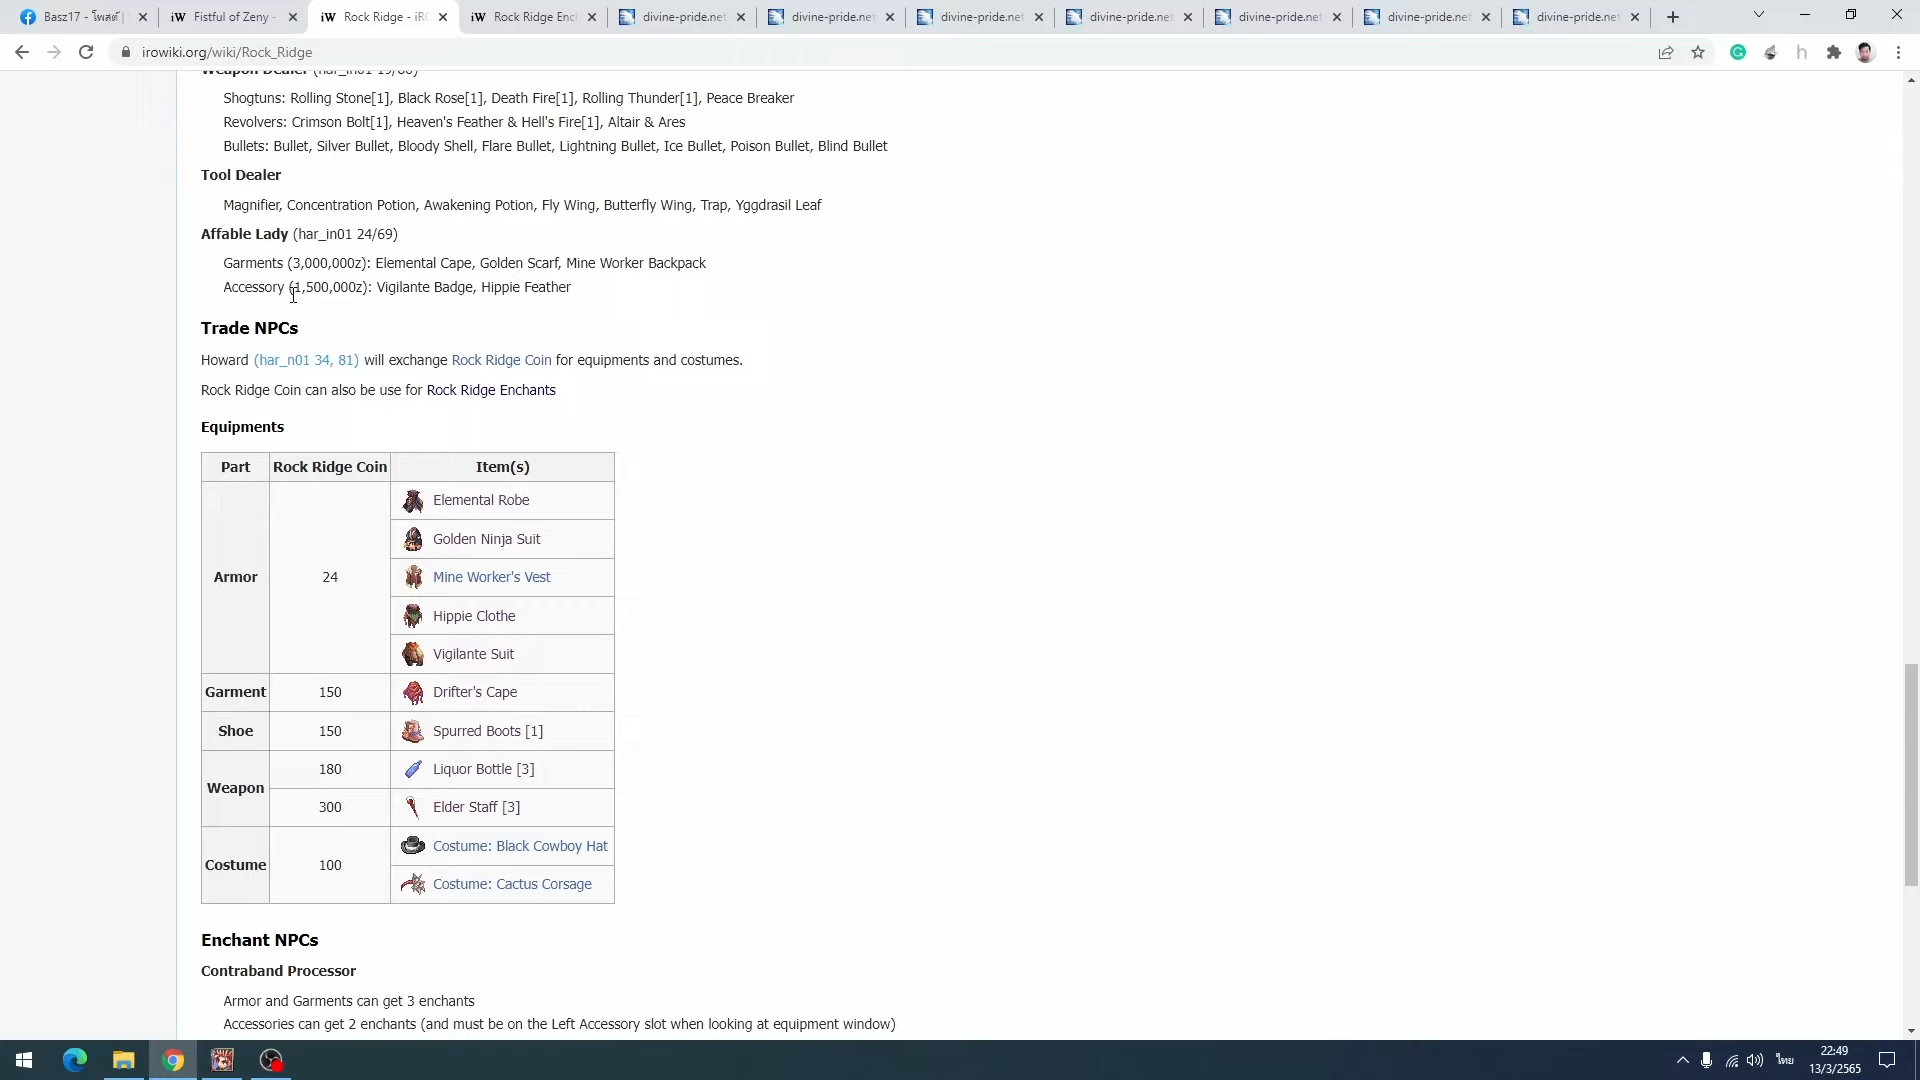 Basz17 - โพสต์ |
Fistful of Zeny -
Rock Ridge - iRO
Rock Ridge Enc
divine-pride.net
divine-pride.net
divine-pride.net
divine-pride.net
divine-pride.net
divine-pride.net
divine-pride.net
irowiki.org/wiki/Rock_Ridge
Weapon Dealer (har_in01 19/68)
Shogtuns: Rolling Stone[1], Black Rose[1], Death Fire[1], Rolling Thunder[1], Peace Breaker
Revolvers: Crimson Bolt[1], Heaven's Feather & Hell's Fire[1], Altair & Ares
Bullets: Bullet, Silver Bullet, Bloody Shell, Flare Bullet, Lightning Bullet, Ice Bullet, Poison Bullet, Blind Bullet
Tool Dealer
Magnifier, Concentration Potion, Awakening Potion, Fly Wing, Butterfly Wing, Trap, Yggdrasil Leaf
Affable Lady (har_in01 24/69)
Garments (3,000,000z): Elemental Cape, Golden Scarf, Mine Worker Backpack
Accessory (1,500,000z): Vigilante Badge, Hippie Feather
Trade NPCs
Howard (har_n01 34, 81) will exchange Rock Ridge Coin for equipments and costumes.
Rock Ridge Coin can also be use for Rock Ridge Enchants
Equipments
Part Rock Ridge Coin Item(s)
Armor 24 Elemental Robe
Golden Ninja Suit
Mine Worker's Vest
Hippie Clothe
Vigilante Suit
Garment 150 Drifter's Cape
Shoe 150 Spurred Boots [1]
Weapon 180 Liquor Bottle [3]
300 Elder Staff [3]
Costume 100 Costume: Black Cowboy Hat
Costume: Cactus Corsage
Enchant NPCs
Contraband Processor
Armor and Garments can get 3 enchants
Accessories can get 2 enchants (and must be on the Left Accessory slot when looking at equipment window)
ไทย
22:49
13/3/2565